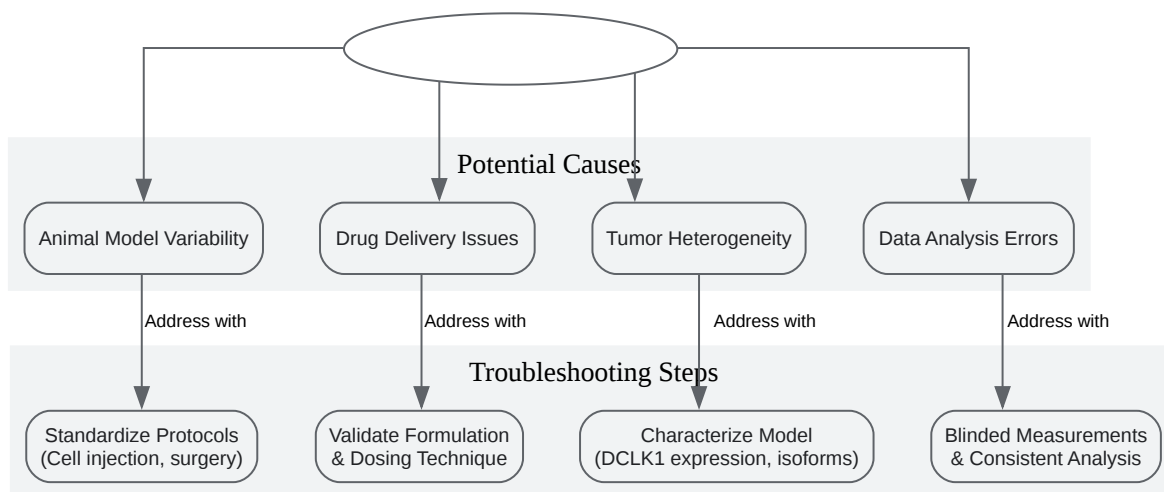 Potential Causes
Animal Model Variability
Drug Delivery Issues
Tumor Heterogeneity
Data Analysis Errors
Address with
Address with
Address with
Address with
Troubleshooting Steps
Standardize Protocols
(Cell injection, surgery)
Validate Formulation
& Dosing Technique
Characterize Model
(DCLK1 expression, isoforms)
Blinded Measurements
& Consistent Analysis